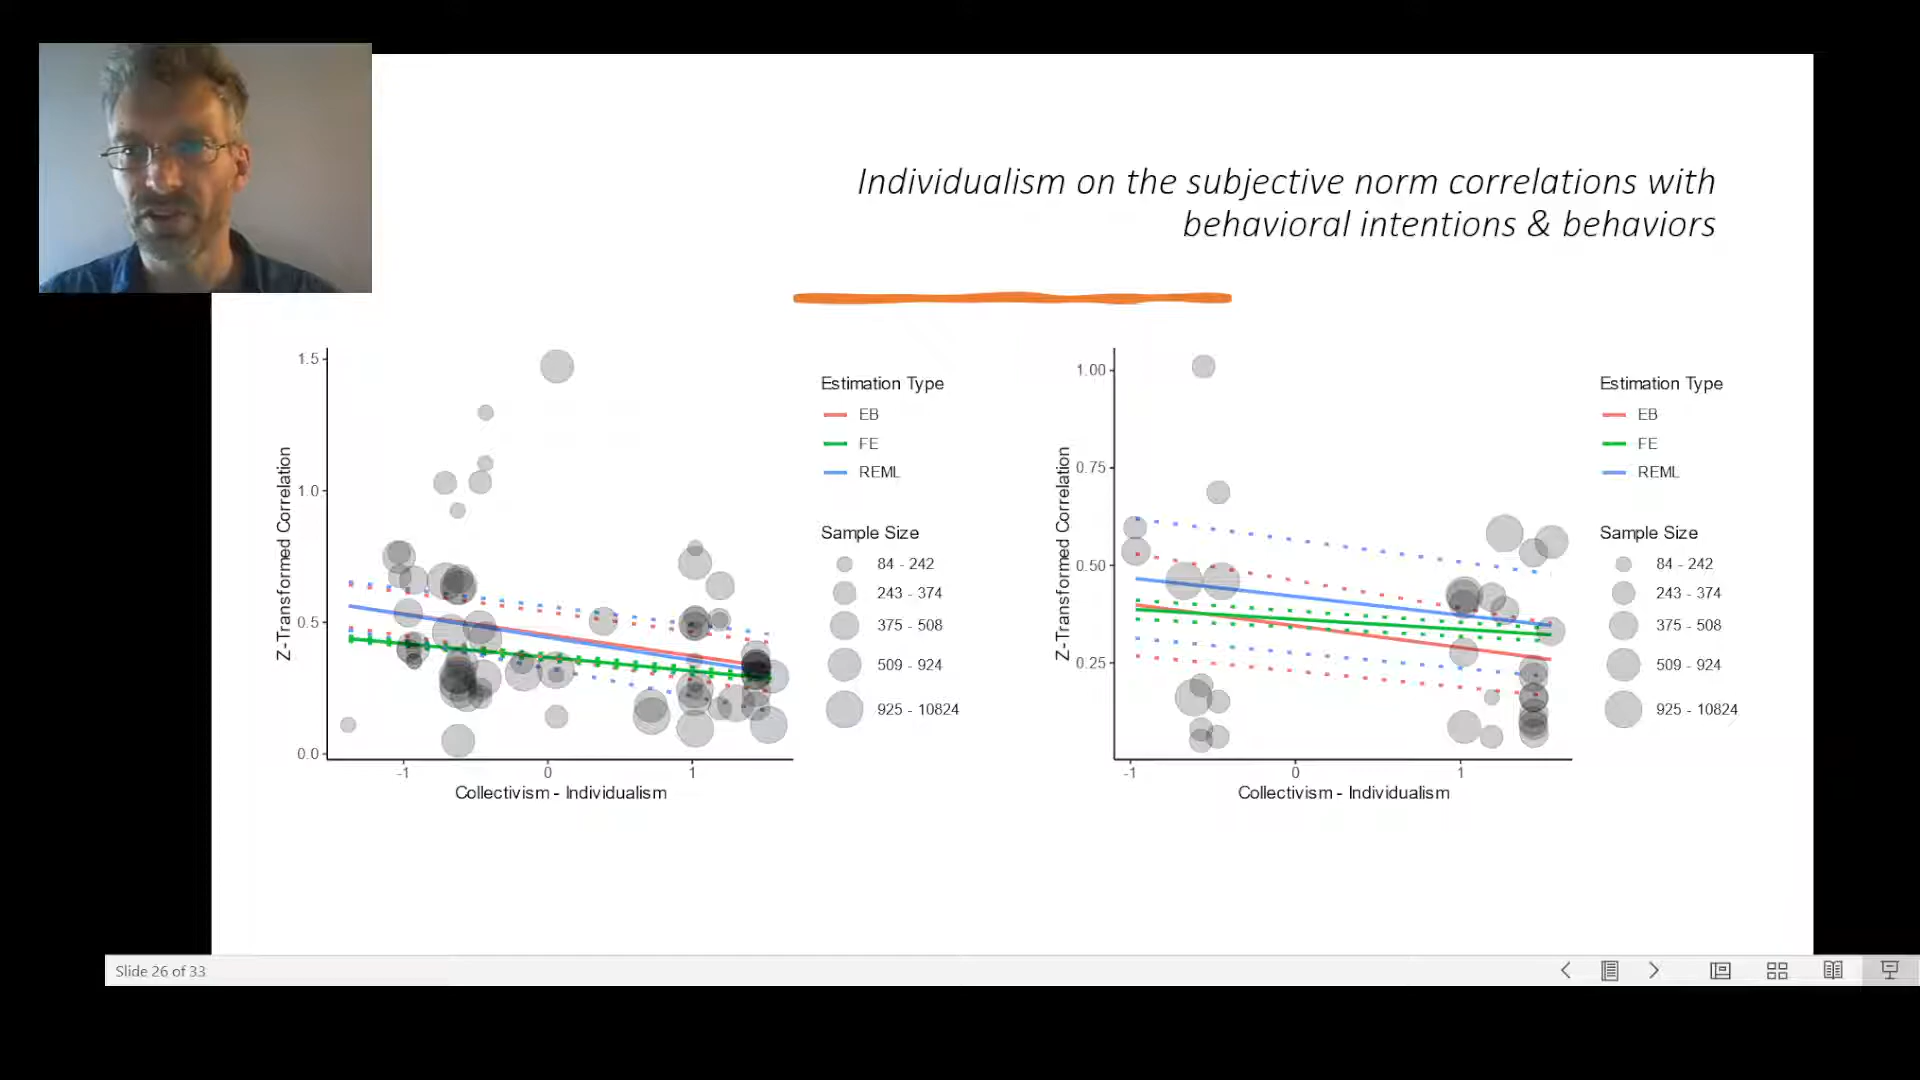 Individualism on the subjective norm correlations with
behavioral intentions & behaviors
1.5
1.0
0.5
0.0
Z-Transformed Correlation
-1
0
1
Collectivism - Individualism
Estimation Type
EB
FE
REML
Sample Size
84 - 242
243 - 374
375 - 508
509 - 924
925 - 10824
1.00
0.75
0.50
0.25
Z-Transformed Correlation
-1
0
1
Collectivism - Individualism
Estimation Type
EB
FE
REML
Sample Size
84 - 242
243 - 374
375 - 508
509 - 924
925 - 10824
Slide 26 of 33